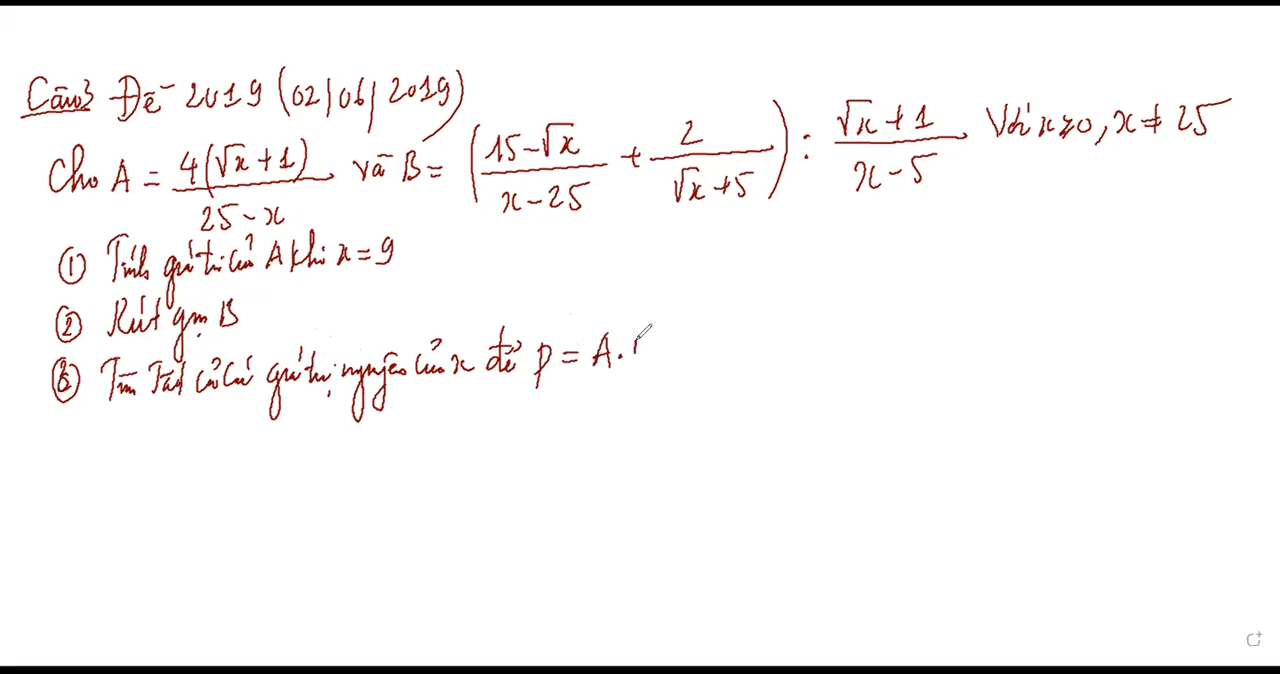 Câu 3 Đề 2019 (02/06/2019)
Cho A = 4(√x + 1) / 25 - x và B = (15 - √x / x - 25 + 2 / √x + 5) : √x + 1 / x - 5 Với x ≥ 0, x ≠ 25
① Tính giá trị của A khi x = 9
② Rút gọn B
③ Tìm tất cả các giá trị nguyên của x để P = A.